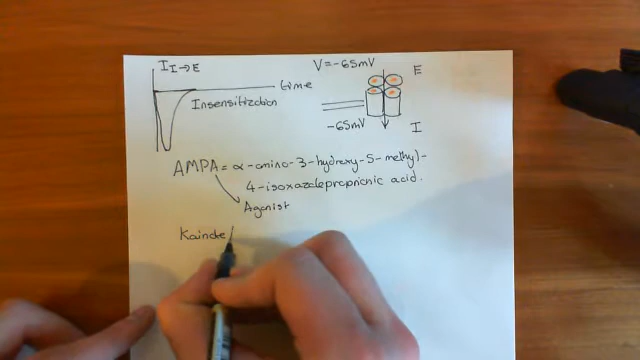 I I→E
time
Insensitization
V = -65mV
E
-65mV
I
AMPA = α-amino-3-hydroxy-5-methyl)-
4-isoxazolepropionic acid.
Agonist
Kainate/